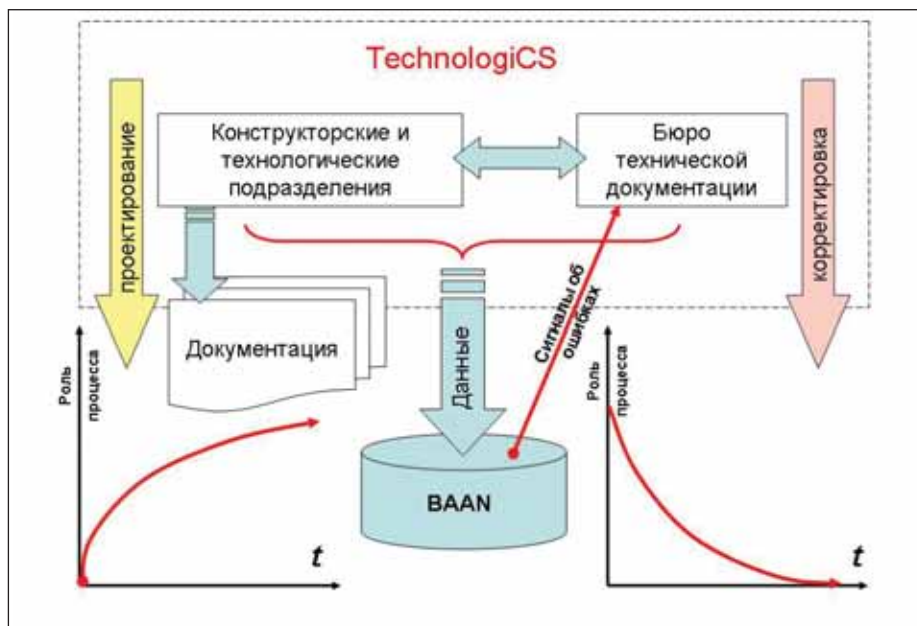 TechnologiCS
проектирование
Конструкторские и
технологические
подразделения
Бюро
технической
документации
корректировка
Документация
Данные
Сигналы об
ошибках
BAAN
Роль
процесса
t
Роль
процесса
t